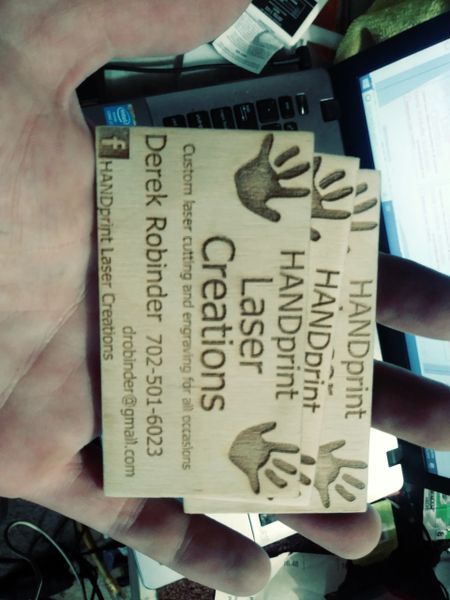 HANDprint
Laser
Creations
Custom laser cutting and engraving for all occasions
Derek Robinder 702-501-6023
drobinder@gmail.com
f HANDprint Laser Creations
HANDprint
HANDprint